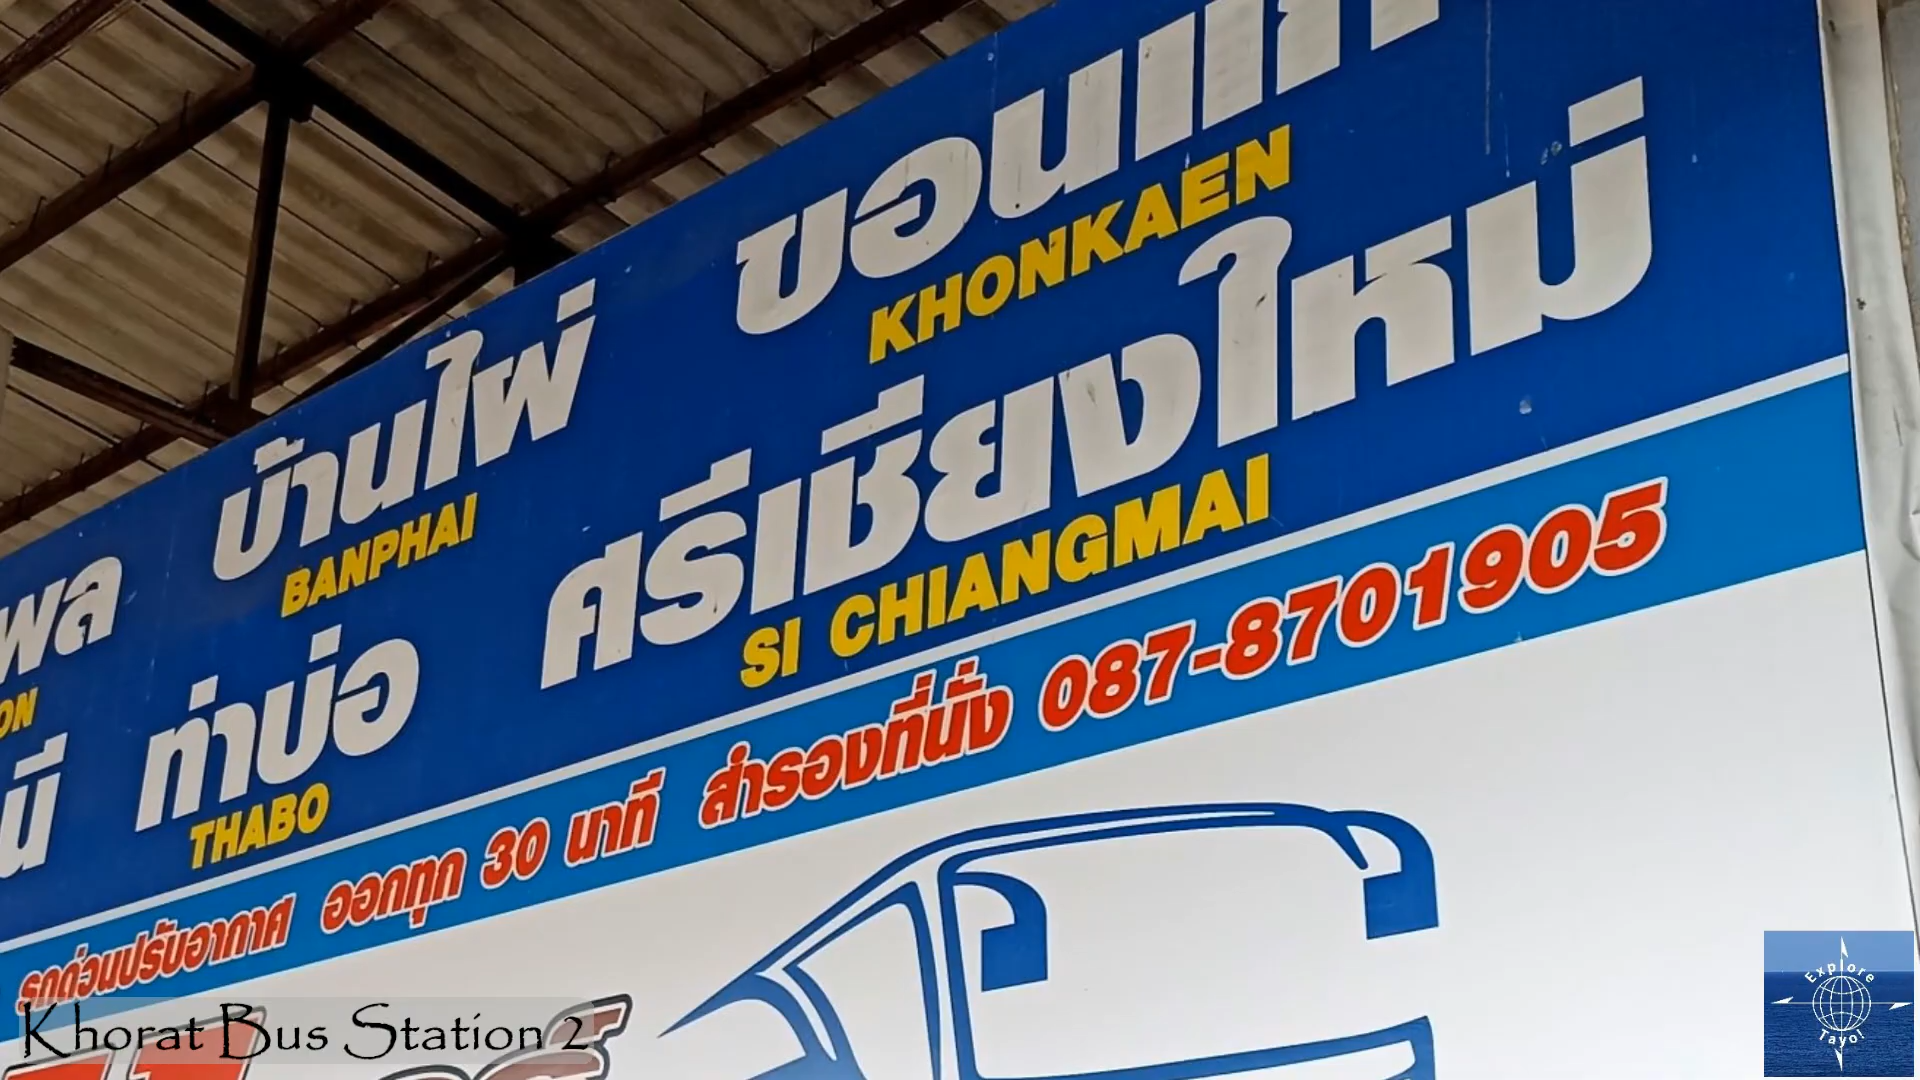 พล บ้านไผ่ ขอนแก่
BANPHAI KHONKAEN
ท่าบ่อ ศรีเชียงใหม่
THABO SI CHIANGMAI
รถด่วนปรับอากาศ ออกทุก 30 นาที สำรองที่นั่ง 087-8701905
Khorat Bus Station 2
Explore
Tayo!